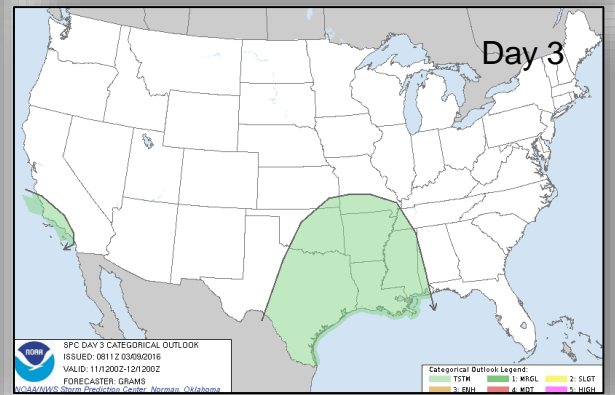 Day 3
NOAA
SPC DAY 3 CATEGORICAL OUTLOOK
ISSUED: 0811Z 03/09/2016
VALID: 11/1200Z-12/1200Z
FORECASTER: GRAMS
NOAA/NWS Storm Prediction Center, Norman, Oklahoma
Categorical Outlook Legend:
TSTM 1: MRGL 2: SLGT
3: ENH 4: MDT 5: HIGH